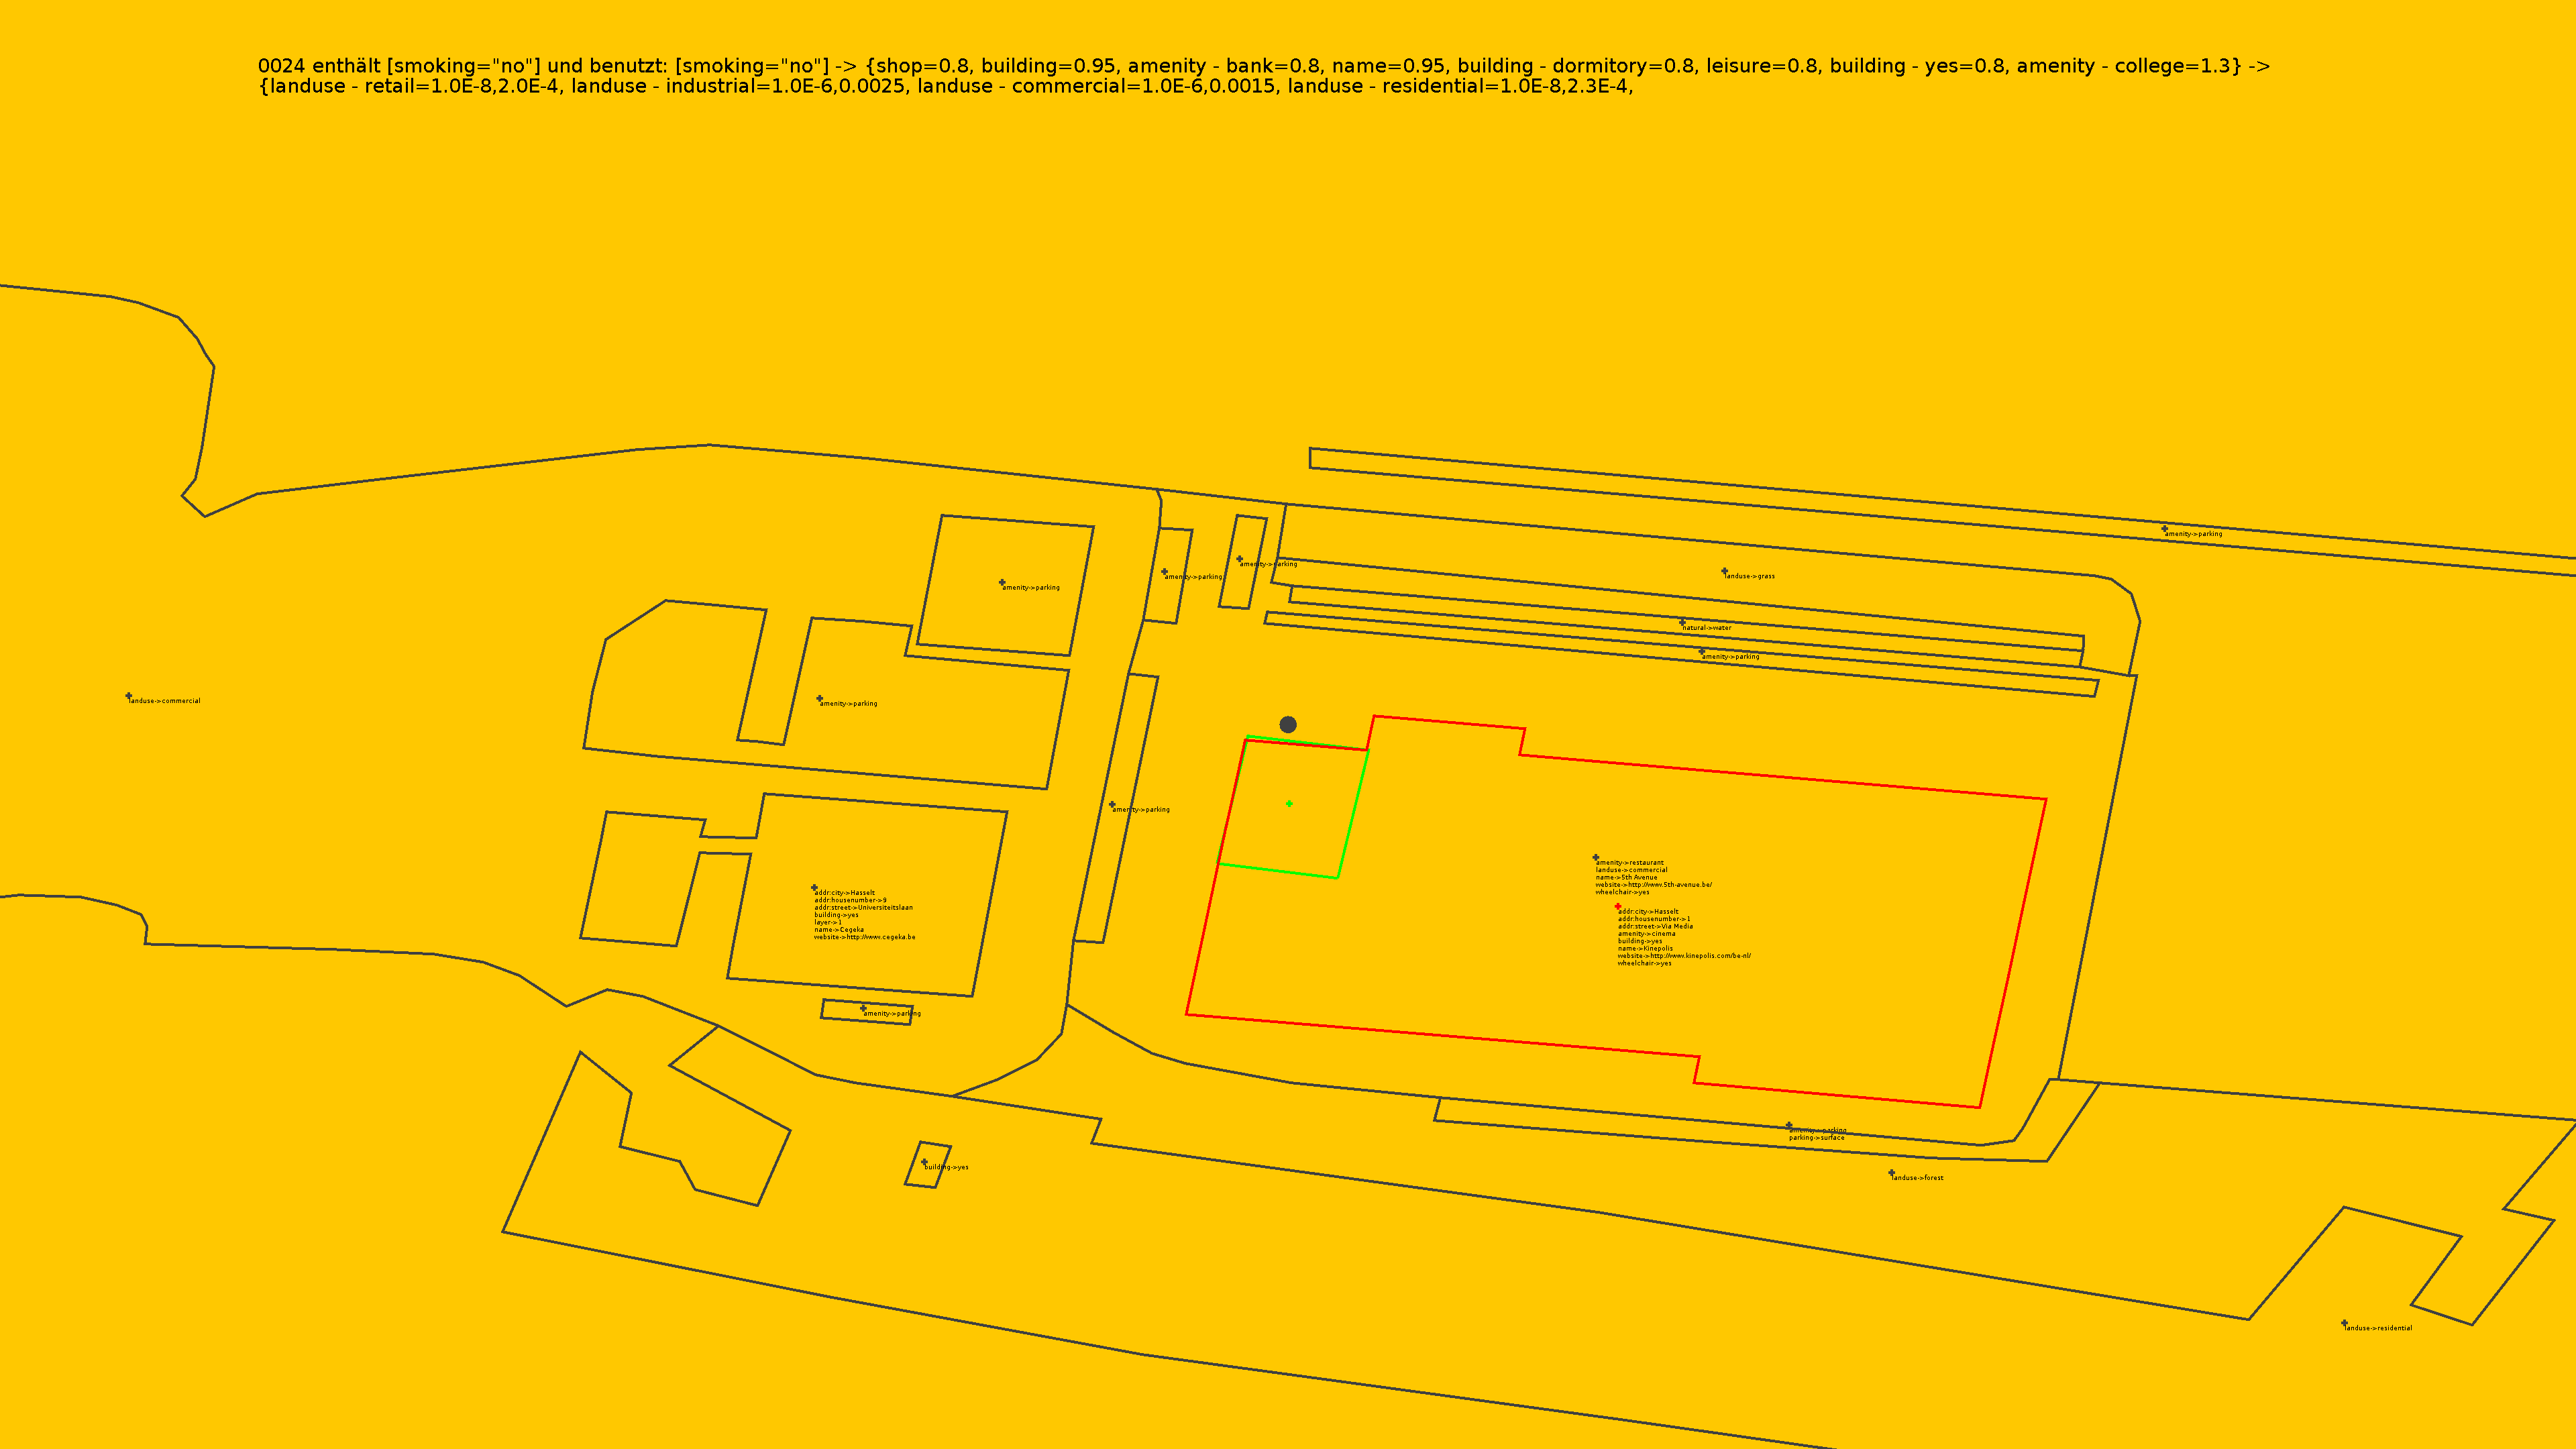 0024 enthält [smoking="no"] und benutzt: [smoking="no"] -> {shop=0.8, building=0.95, amenity - bank=0.8, name=0.95, building - dormitory=0.8, leisure=0.8, building - yes=0.8, amenity - college=1.3} ->
{landuse - retail=1.0E-8,2.0E-4, landuse - industrial=1.0E-6,0.0025, landuse - commercial=1.0E-6,0.0015, landuse - residential=1.0E-8,2.3E-4,
amenity->parking
amenity->parking
amenity->parking
landuse->grass
amenity->parking
natural->water
amenity->parking
landuse->commercial
amenity->parking
amenity->parking
amenity->restaurant
landuse->commercial
name->5th Avenue
website->http://www.5th-avenue.be/
wheelchair->yes
addr:city->Hasselt
addr:housenumber->9
addr:street->Universiteitslaan
building->yes
layer->1
name->Cegeka
website->http://www.cegeka.be
addr:city->Hasselt
addr:housenumber->1
addr:street->Via Media
amenity->cinema
building->yes
name->Kinepolis
website->http://www.kinepolis.com/be-nl/
wheelchair->yes
amenity->parking
amenity->parking
parking->surface
building->yes
landuse->forest
landuse->residential